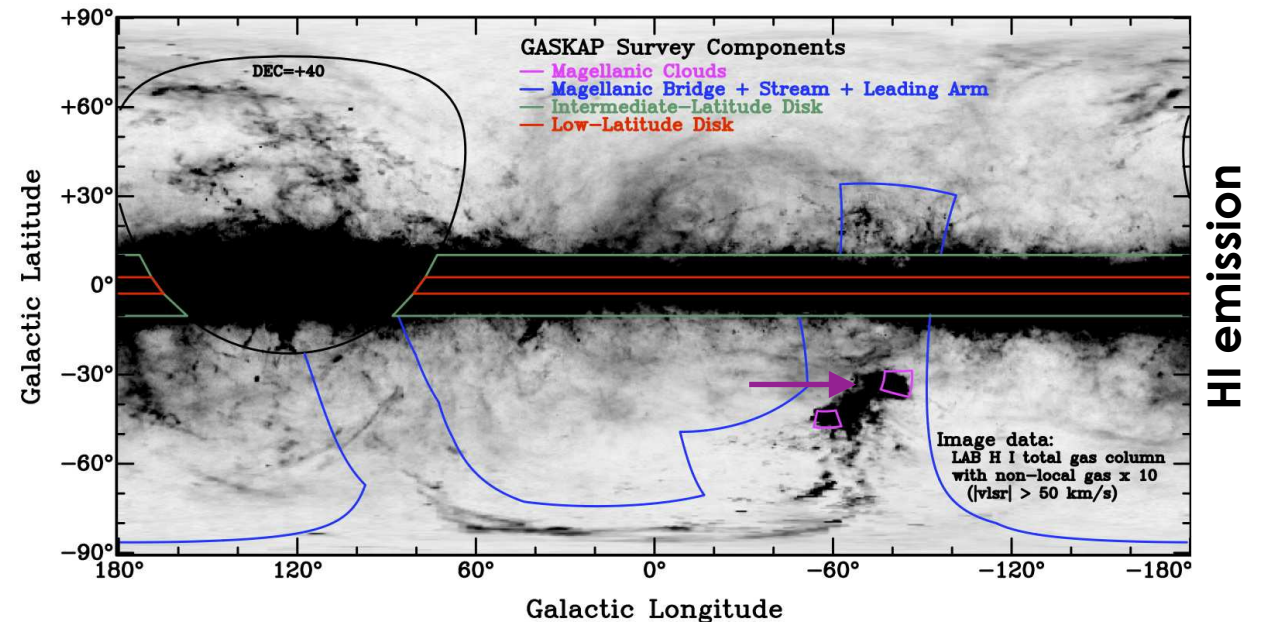 +90°
+60°
+30°
0°
−30°
−60°
−90°
Galactic Latitude
DEC=+40
GASKAP Survey Components
Magellanic Clouds
Magellanic Bridge + Stream + Leading Arm
Intermediate−Latitude Disk
Low−Latitude Disk
Image data:
LAB H I total gas column
with non−local gas x 10
(|vlsr| > 50 km/s)
180° 120° 60° 0° −60° −120° −180°
Galactic Longitude
HI emission